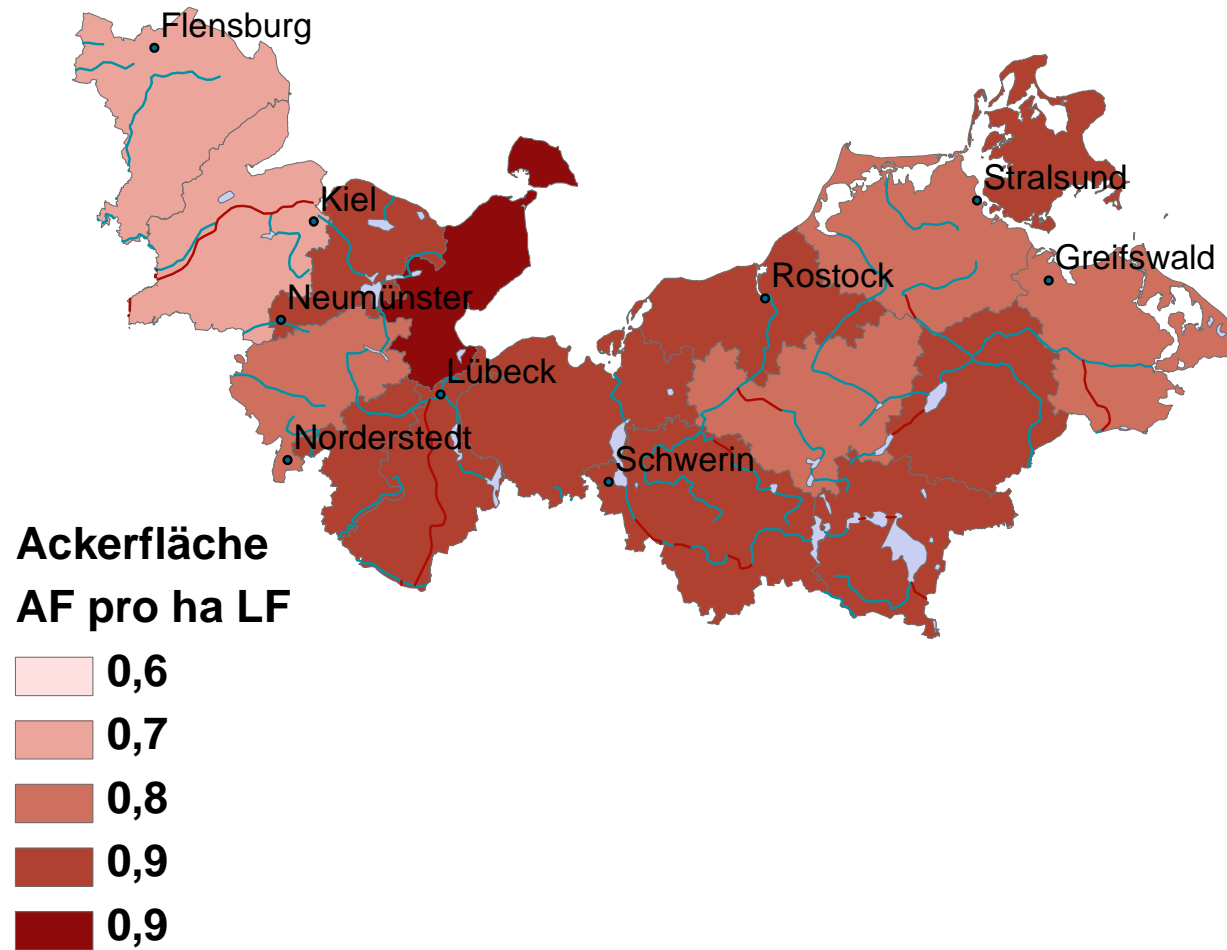 Flensburg
Stralsund
Kiel
Greifswald
Rostock
Neumünster
Lübeck
Norderstedt
Schwerin
Ackerfläche
AF pro ha LF
0,6
0,7
0,8
0,9
0,9